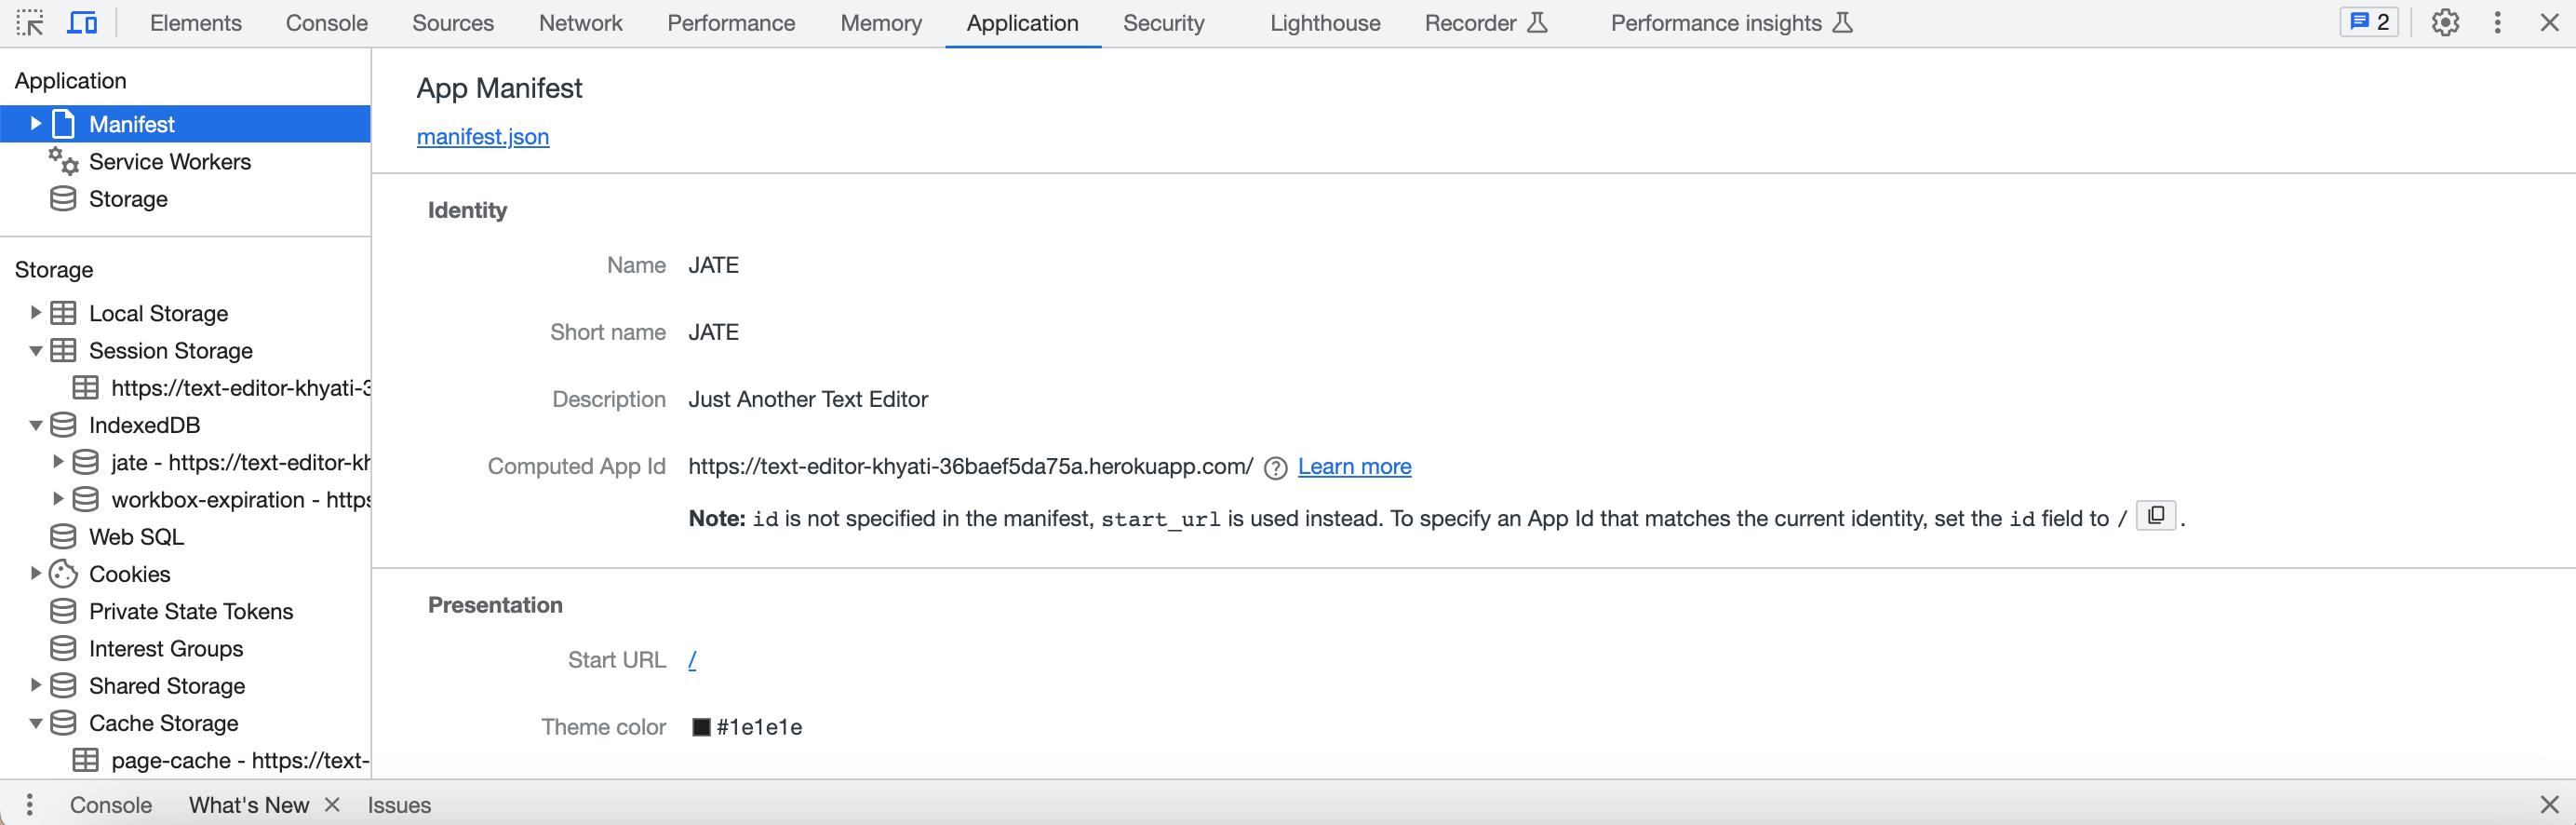 Elements Console Sources Network Performance Memory Application Security Lighthouse Recorder Performance insights 2
Application
Manifest
Service Workers
Storage
Storage
Local Storage
Session Storage
https://text-editor-khyati-3
IndexedDB
jate - https://text-editor-kh
workbox-expiration - https
Web SQL
Cookies
Private State Tokens
Interest Groups
Shared Storage
Cache Storage
page-cache - https://text-
App Manifest
manifest.json
Identity
Name JATE
Short name JATE
Description Just Another Text Editor
Computed App Id https://text-editor-khyati-36baef5da75a.herokuapp.com/ ? Learn more
Note: id is not specified in the manifest, start_url is used instead. To specify an App Id that matches the current identity, set the id field to / .
Presentation
Start URL /
Theme color #1e1e1e
Console What's New Issues